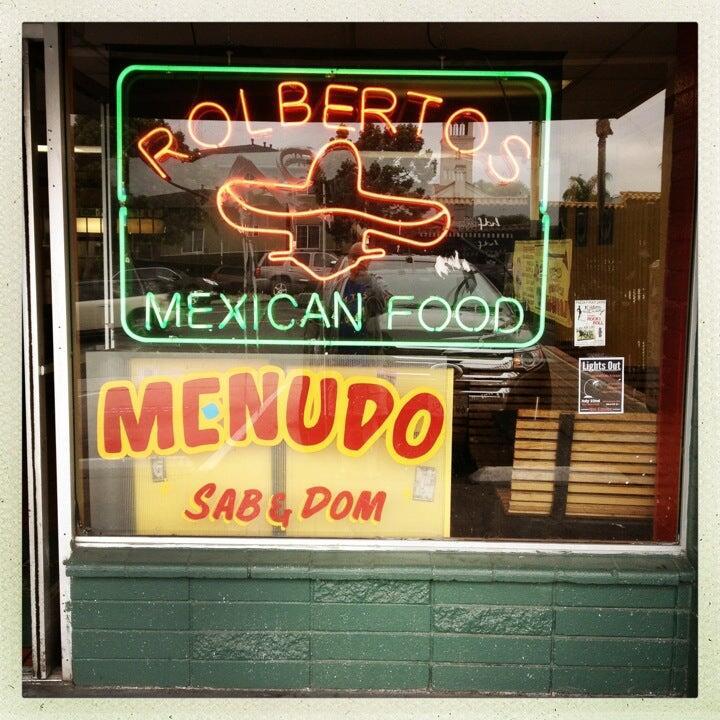 ROLBERTOS
MEXICAN FOOD
MENUDO
SAB & DOM
Lights Out